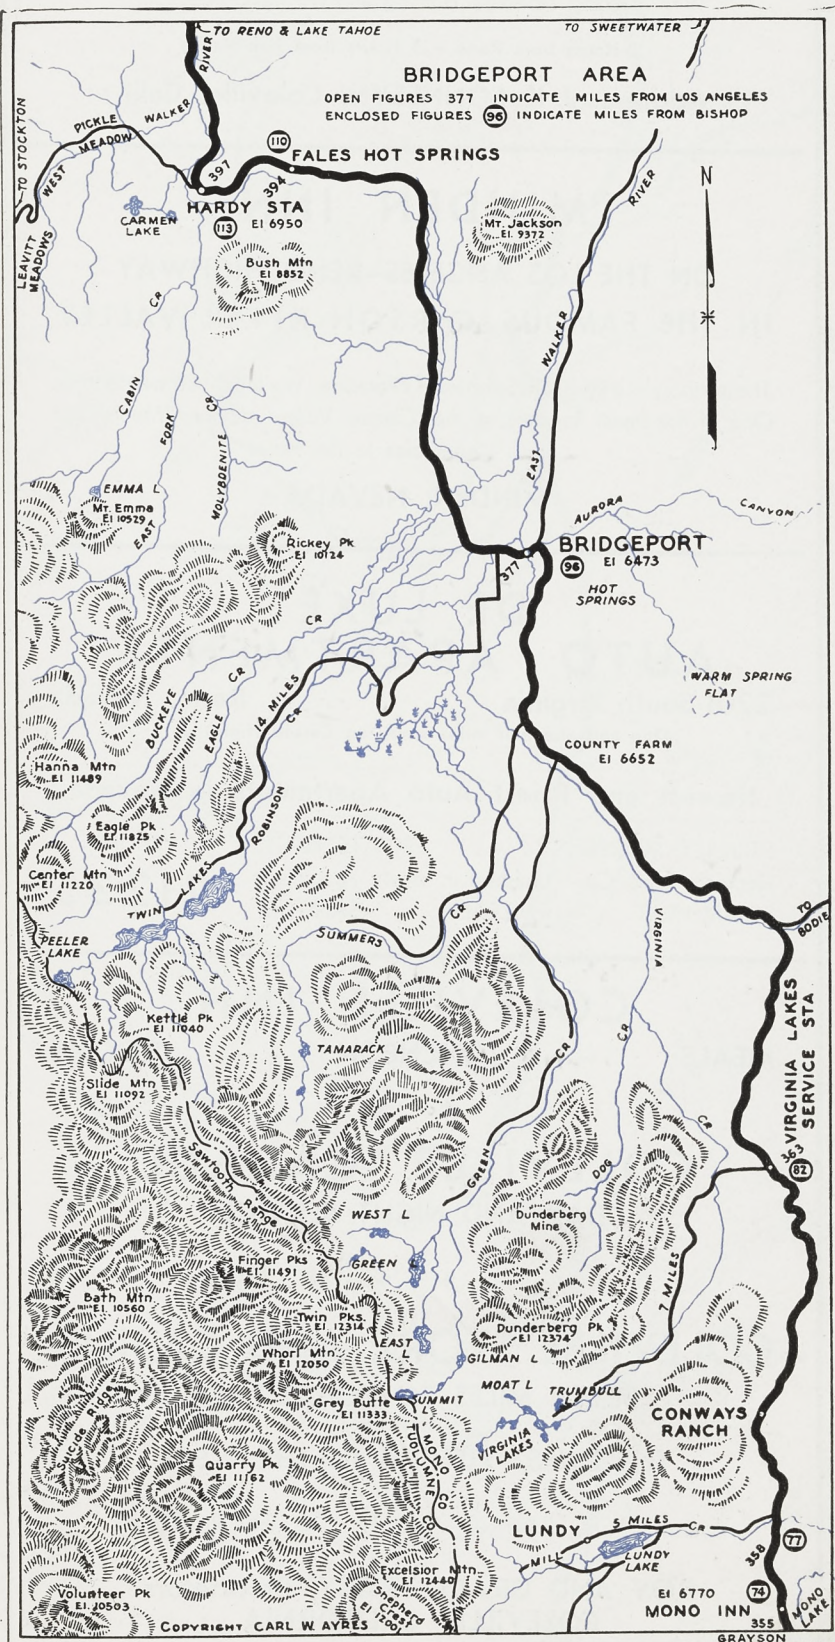 TO RENO & LAKE TAHOE
TO SWEETWATER
BRIDGEPORT AREA
OPEN FIGURES 377 INDICATE MILES FROM LOS ANGELES
ENCLOSED FIGURES 96 INDICATE MILES FROM BISHOP
RIVER
WALKER
WEST
PICKLE
MEADOW
TO STOCKTON
110
FALES HOT SPRINGS
397
394
HARDY STA
113 El 6950
CARMEN
LAKE
LEAVITT
MEADOWS
Bush Mtn
El 8852
Mt. Jackson
El. 9372
N
RIVER
WALKER
EAST
CR
CABIN
FORK
EAST
CR
MOLYBDENITE
EMMA L
Mt. Emma
El 10529
Rickey Pk
El 10124
AURORA
CANYON
BRIDGEPORT
96 El 6473
377
HOT
SPRINGS
WARM SPRING
FLAT
CR
BUCKEYE
CR
EAGLE
14 MILES
CR
ROBINSON
COUNTY FARM
El 6652
Hanna Mtn
El 11489
Eagle Pk
El 11825
Center Mtn
El 11220
TWIN LAKES
PEELER
LAKE
SUMMERS
CR
VIRGINIA
CR
TO
BODIE
Kettle Pk
El 11040
TAMARACK L
Slide Mtn
El 11092
CR
GREEN
CR
DOG
VIRGINIA LAKES
SERVICE STA
363
82
Sawtooth Range
WEST L
Dunderberg
Mine
GREEN L
Finger Pks
El. 11491
Bath Mtn
El. 10560
Twin Pks.
El. 12314
EAST
L
7 MILES
Dunderberg Pk
El 12374
Whorl Mtn
El 12050
GILMAN L
Grey Butte
El 11333
SUMMIT
L
MOAT L
TRUMBULL
L
VIRGINIA
LAKES
CONWAYS
RANCH
Suicide Ridge
MONO CO
TUOLUMNE CO.
Quarry Pk
El 11162
LUNDY
5 MILES
CR
MILL
LUNDY
LAKE
77
358
Excelsior Mtn
El 12440
Volunteer Pk
El. 10503
Shepherd
Crest
COPYRIGHT CARL W. AYRES
El 6770
74
MONO INN
355
MONO
LAKE
GRAYSON